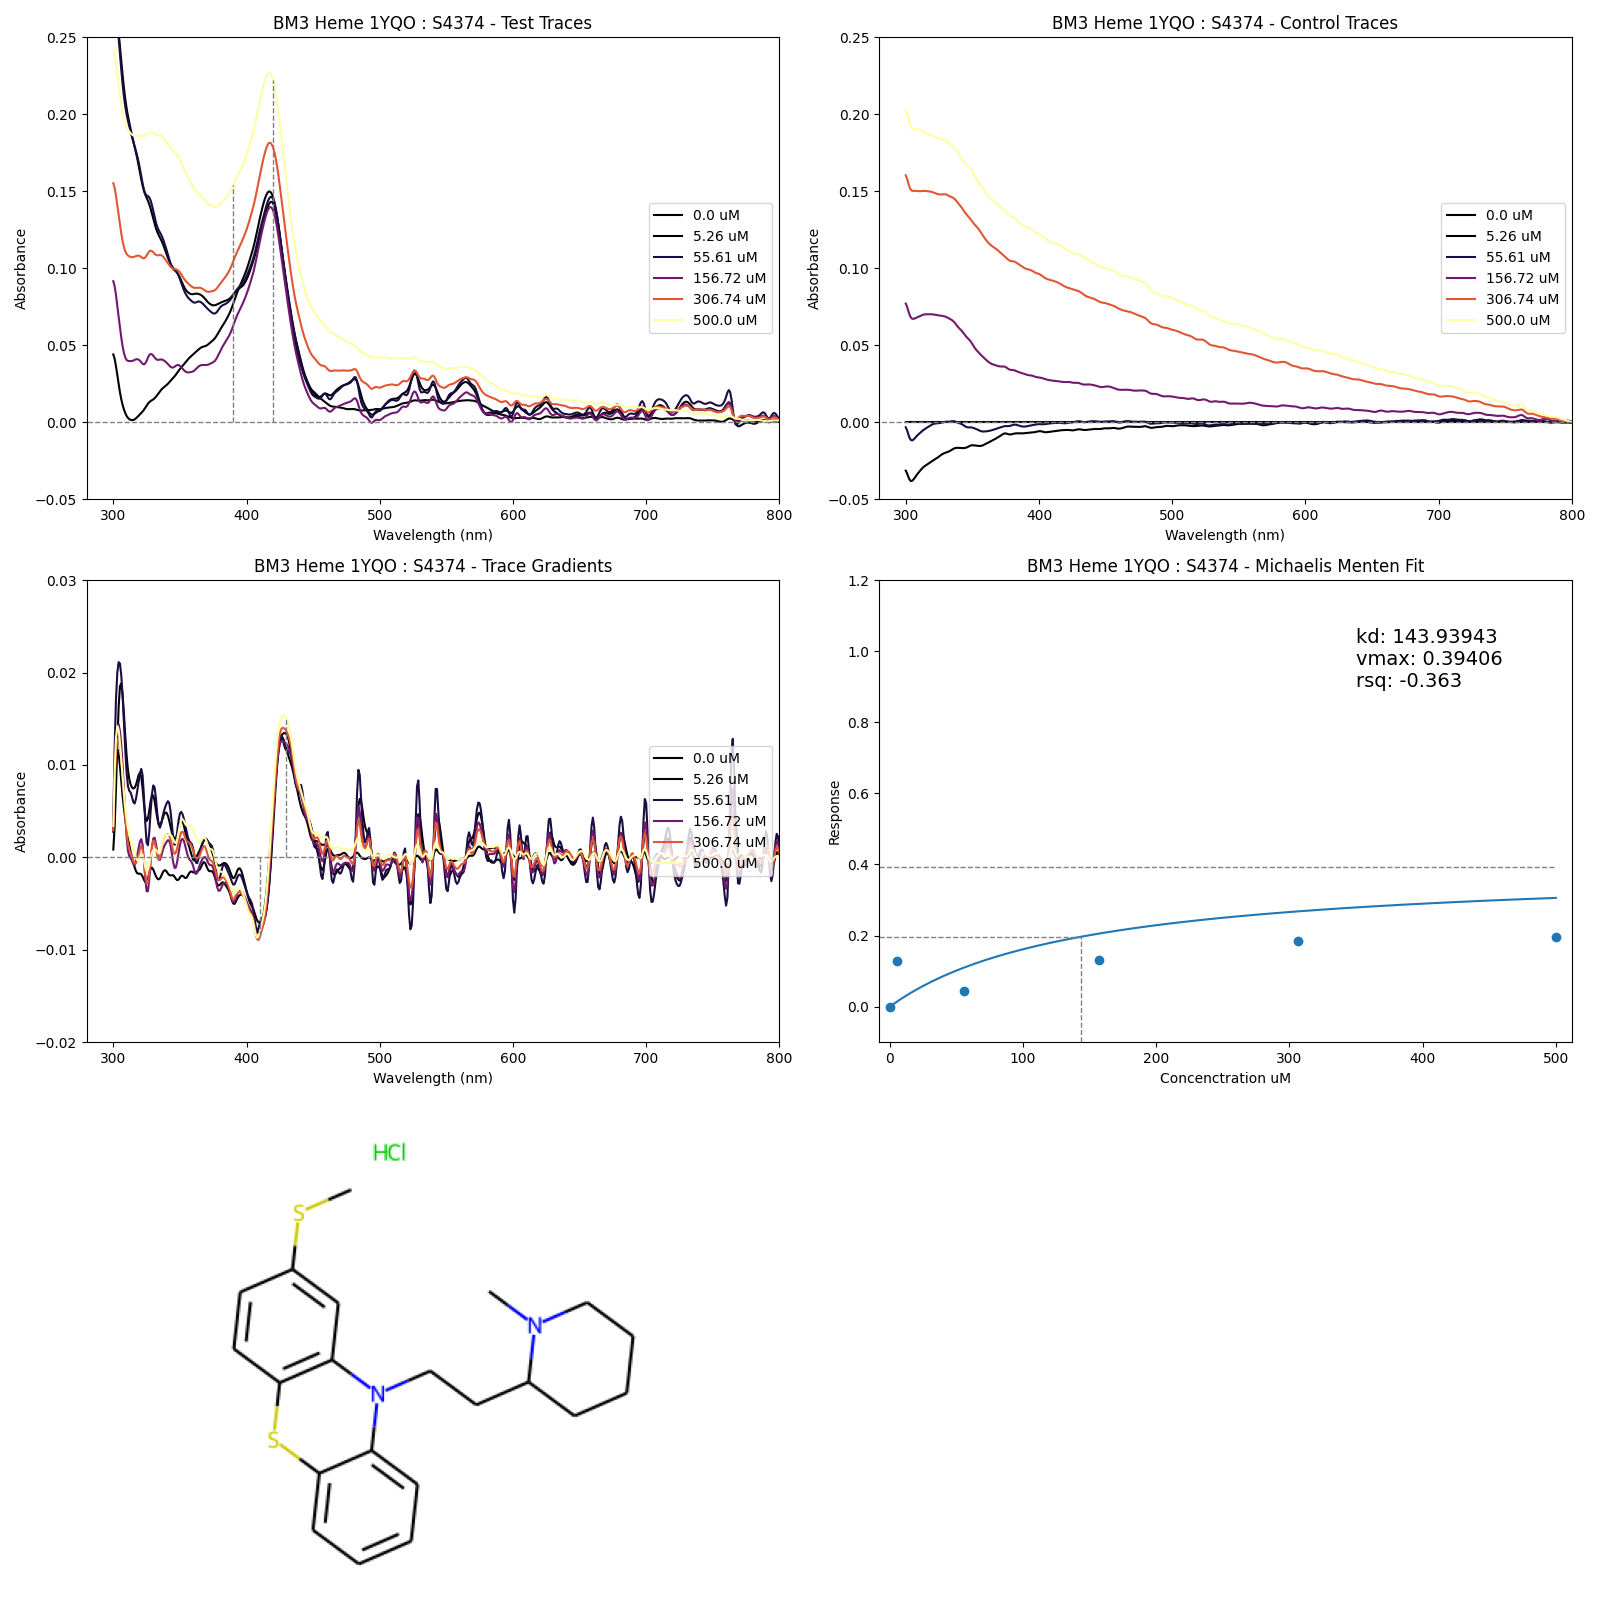 BM3 Heme 1YQO : S4374 - Test Traces
0.25
0.20
0.15
0.10
0.05
0.00
−0.05
Absorbance
0.0 uM
5.26 uM
55.61 uM
156.72 uM
306.74 uM
500.0 uM
300
400
500
600
700
800
Wavelength (nm)
BM3 Heme 1YQO : S4374 - Control Traces
0.25
0.20
0.15
0.10
0.05
0.00
−0.05
Absorbance
0.0 uM
5.26 uM
55.61 uM
156.72 uM
306.74 uM
500.0 uM
300
400
500
600
700
800
Wavelength (nm)
BM3 Heme 1YQO : S4374 - Trace Gradients
0.03
0.02
0.01
0.00
−0.01
−0.02
Absorbance
0.0 uM
5.26 uM
55.61 uM
156.72 uM
306.74 uM
500.0 uM
300
400
500
600
700
800
Wavelength (nm)
BM3 Heme 1YQO : S4374 - Michaelis Menten Fit
1.2
1.0
0.8
0.6
0.4
0.2
0.0
Response
kd: 143.93943
vmax: 0.39406
rsq: -0.363
0
100
200
300
400
500
Concenctration uM
HCl
S
N
N
S